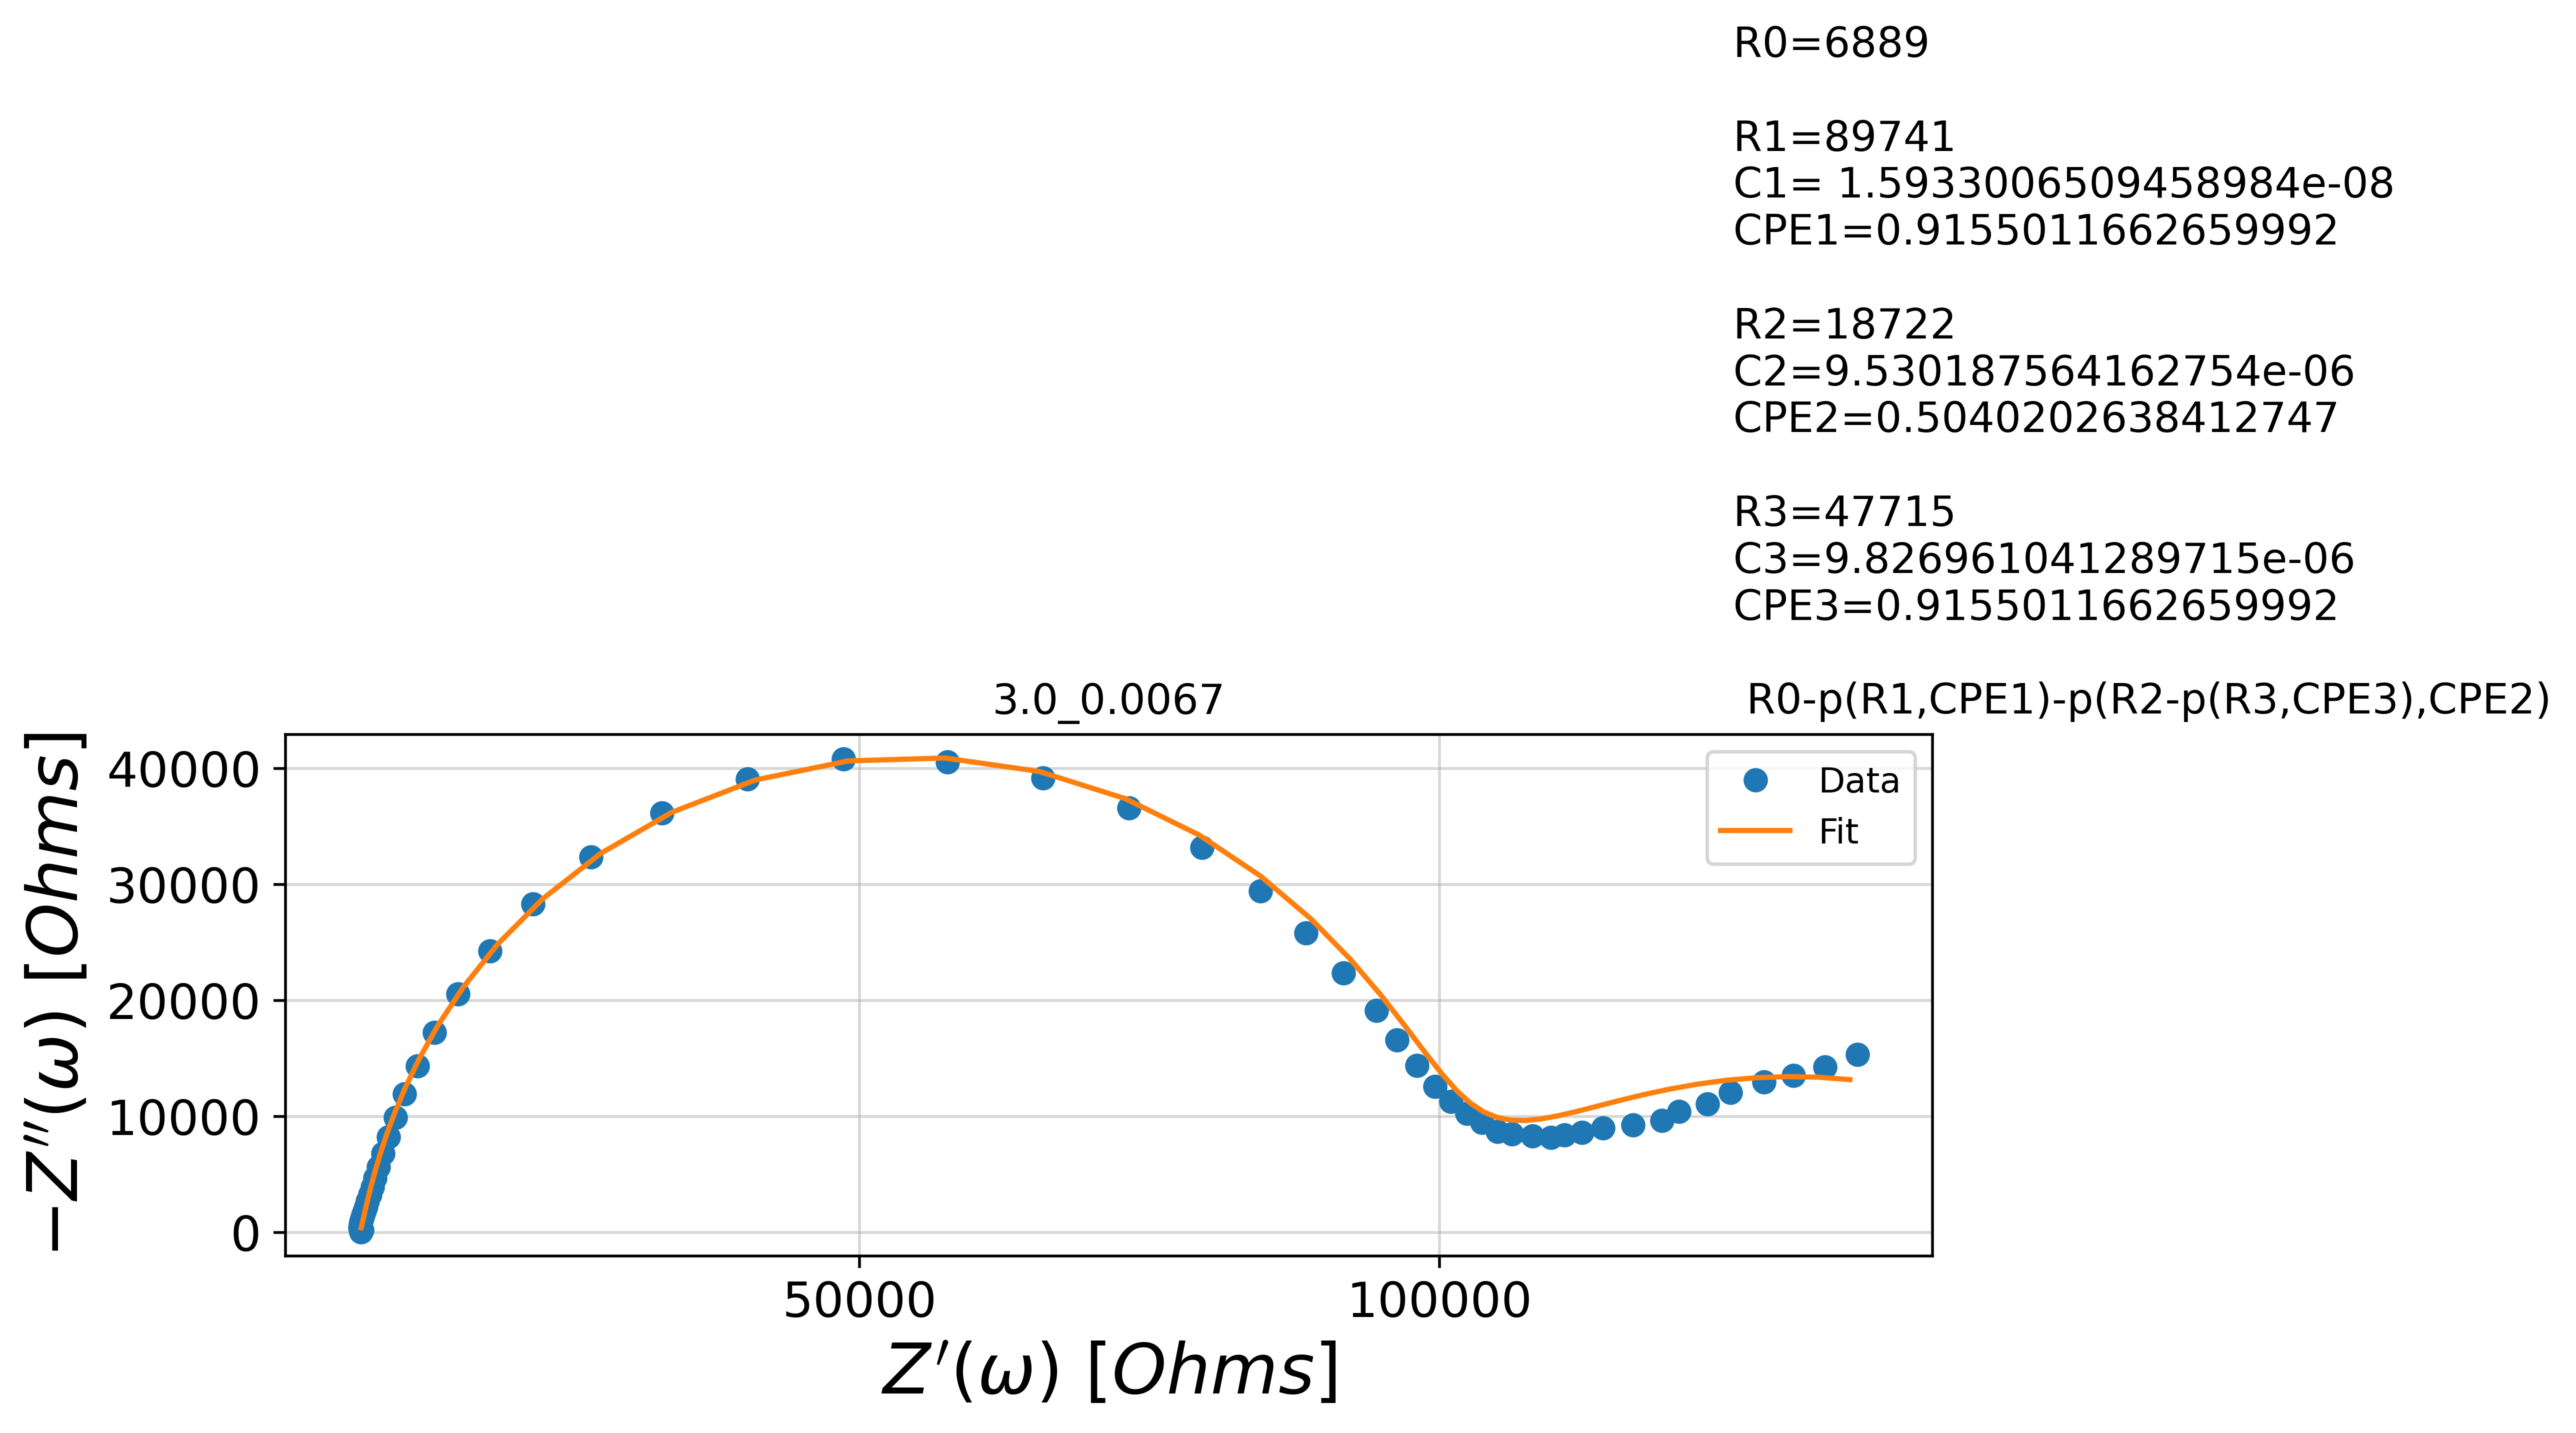 R0=6889
R1=89741
C1= 1.5933006509458984e-08
CPE1=0.9155011662659992
R2=18722
C2=9.530187564162754e-06
CPE2=0.5040202638412747
R3=47715
C3=9.826961041289715e-06
CPE3=0.9155011662659992
3.0_0.0067
R0-p(R1,CPE1)-p(R2-p(R3,CPE3),CPE2)
Data
Fit
40000
30000
20000
10000
0
−Z′′(ω) [Ohms]
50000
100000
Z′(ω) [Ohms]